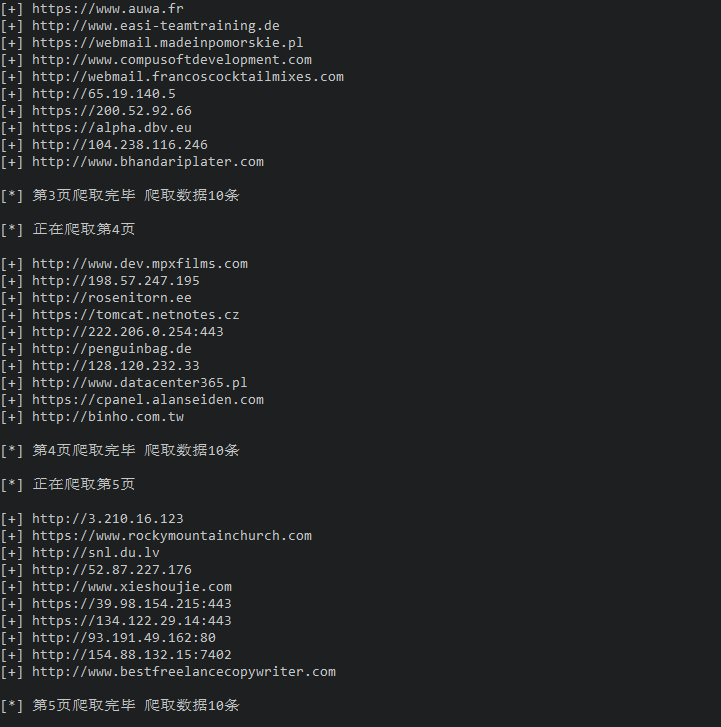 [+] https://www.auwa.fr
[+] http://www.easi-teamtraining.de
[+] https://webmail.madeinpomorskie.pl
[+] http://www.compusoftdevelopment.com
[+] http://webmail.francoscocktailmixes.com
[+] http://65.19.140.5
[+] https://200.52.92.66
[+] https://alpha.dbv.eu
[+] http://104.238.116.246
[+] http://www.bhandariplater.com
[*] 第3页爬取完毕 爬取数据10条
[*] 正在爬取第4页
[+] http://www.dev.mpxfilms.com
[+] http://198.57.247.195
[+] http://rosenitorn.ee
[+] https://tomcat.netnotes.cz
[+] http://222.206.0.254:443
[+] http://penguinbag.de
[+] http://128.120.232.33
[+] http://www.datacenter365.pl
[+] https://cpanel.alanseiden.com
[+] http://binho.com.tw
[*] 第4页爬取完毕 爬取数据10条
[*] 正在爬取第5页
[+] http://3.210.16.123
[+] https://www.rockymountainchurch.com
[+] http://snl.du.lv
[+] http://52.87.227.176
[+] http://www.xieshoujie.com
[+] https://39.98.154.215:443
[+] https://134.122.29.14:443
[+] http://93.191.49.162:80
[+] http://154.88.132.15:7402
[+] http://www.bestfreelancecopywriter.com
[*] 第5页爬取完毕 爬取数据10条